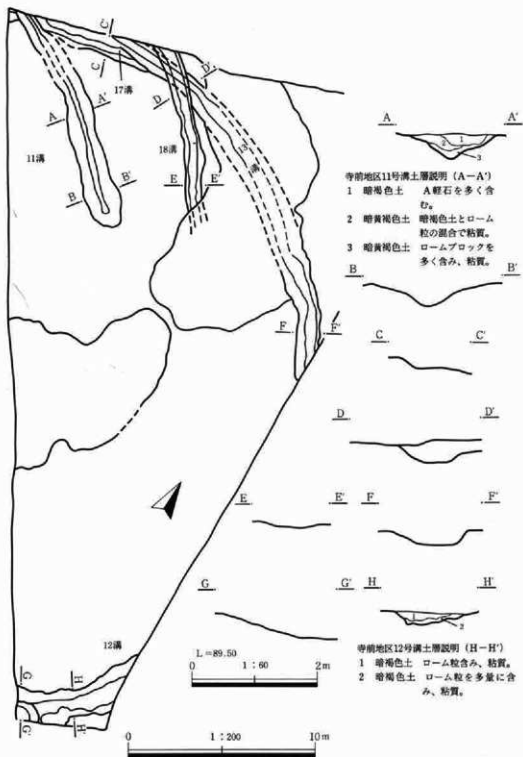 C'
C
17溝
D'
D
A
A'
11溝
18溝
13
溝
B
B'
E
E'
F
F'
A A'
1
2
3
寺前地区11号溝土層説明 (A-A')
1 暗褐色土 A軽石を多く含
む。
2 暗黄褐色土 暗褐色土とローム
粒の混合で粘質。
3 暗黄褐色土 ロームブロックを
多く含み、粘質。
B B'
C C'
D D'
E E' F F'
G G' H H'
1
2
寺前地区12号溝土層説明 (H-H')
1 暗褐色土 ローム粒含み、粘質。
2 暗褐色土 ローム粒を多量に含
み、粘質。
L=89.50
0 1:60 2m
12溝
G
H
G'
H'
0 1:200 10m